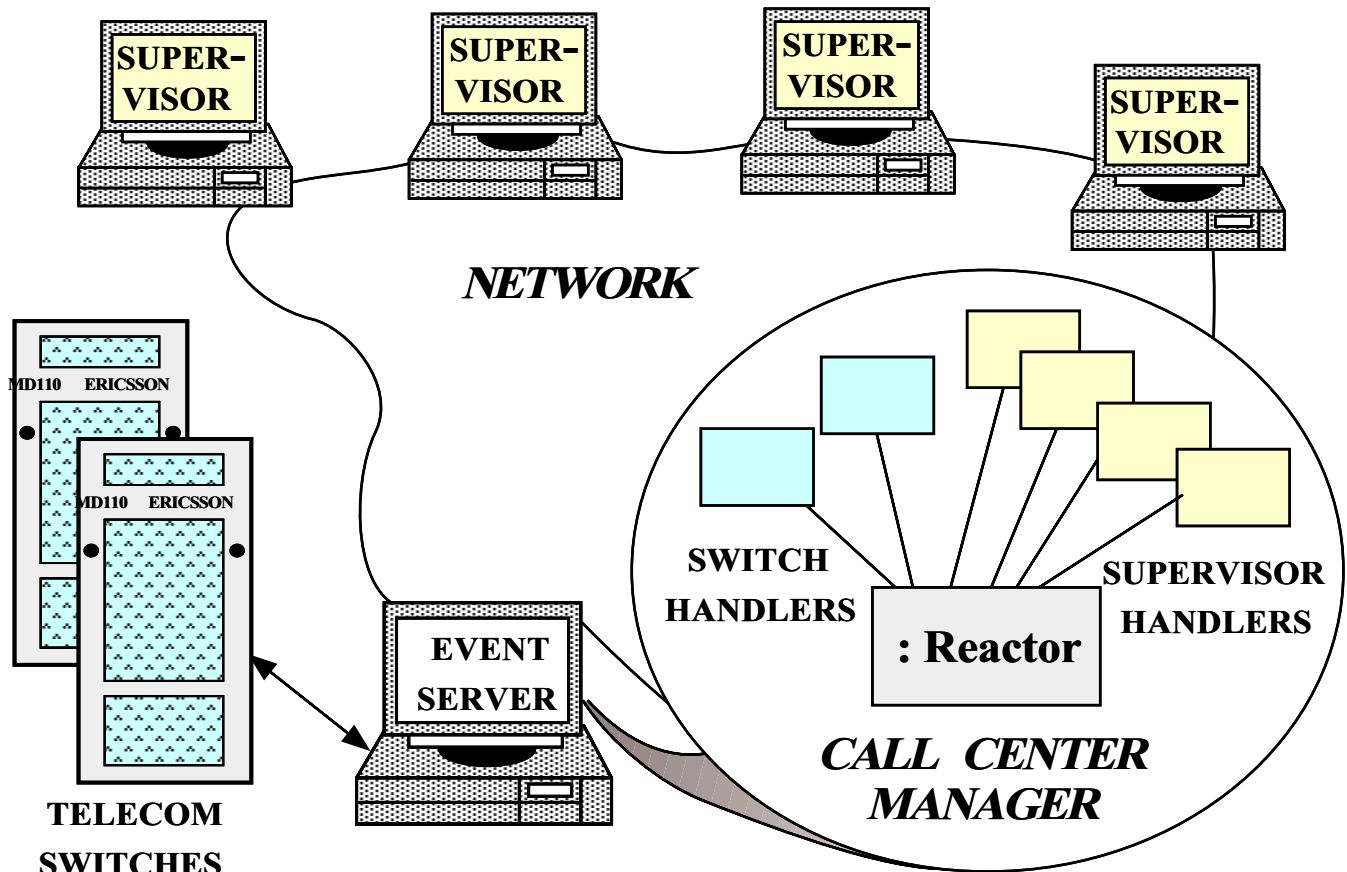 SUPER-
VISOR
SUPER-
VISOR
SUPER-
VISOR
SUPER-
VISOR
NETWORK
MD110 ERICSSON
MD110 ERICSSON
TELECOM
SWITCHES
EVENT
SERVER
SWITCH
HANDLERS
SUPERVISOR
HANDLERS
: Reactor
CALL CENTER
MANAGER